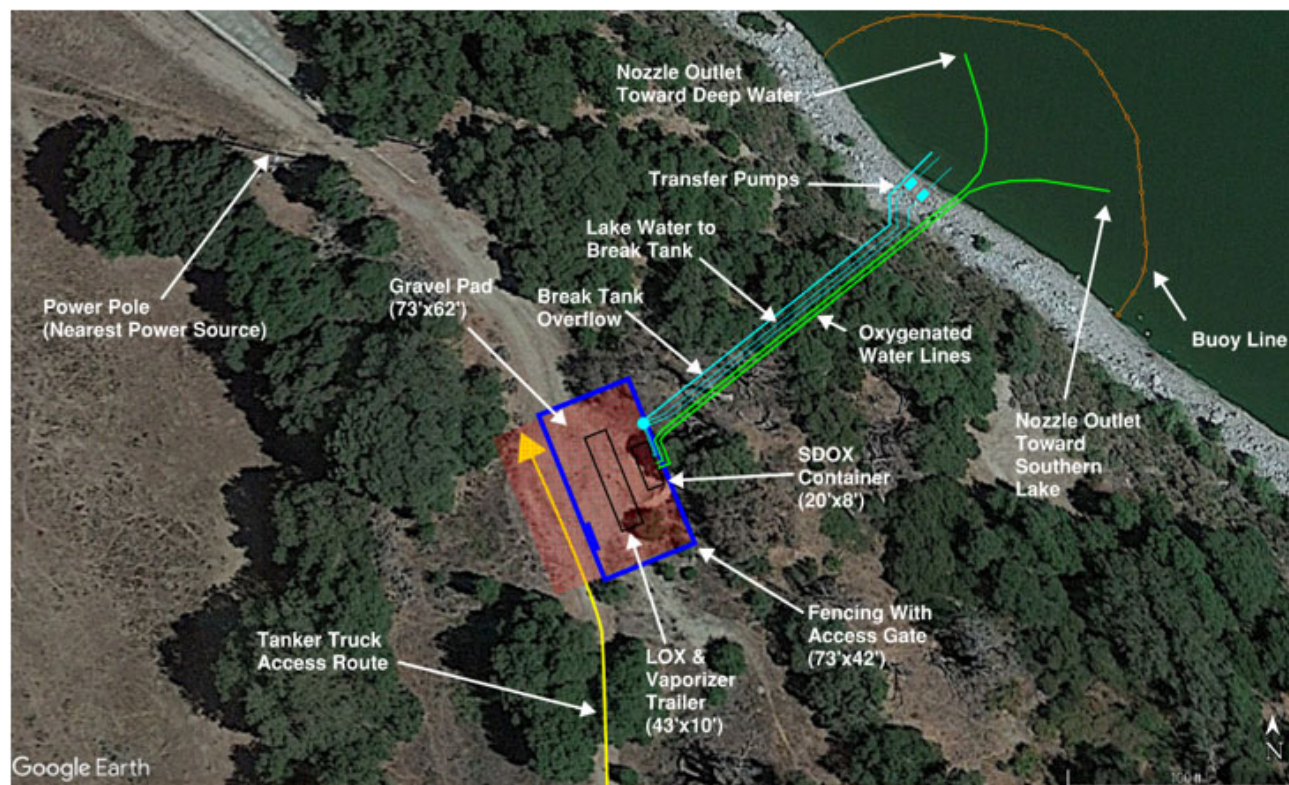 Nozzle Outlet
Toward Deep Water
Transfer Pumps
Lake Water to
Break Tank
Gravel Pad
(73'x62')
Break Tank
Overflow
Power Pole
(Nearest Power Source)
Oxygenated
Water Lines
Buoy Line
Nozzle Outlet
Toward
Southern
Lake
SDOX
Container
(20'x8')
Fencing With
Access Gate
(73'x42')
Tanker Truck
Access Route
LOX &
Vaporizer
Trailer
(43'x10')
N
Google Earth
100 ft